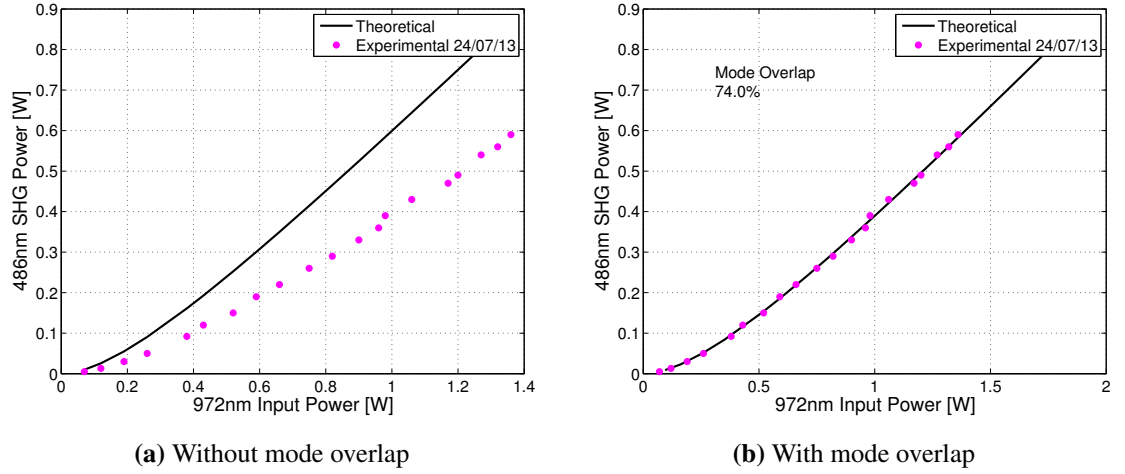 0.9
0.8
0.7
0.6
0.5
0.4
0.3
0.2
0.1
0
486nm SHG Power [W]
Theoretical
Experimental 24/07/13
0 0.2 0.4 0.6 0.8 1 1.2 1.4
972nm Input Power [W]
(a) Without mode overlap
0.9
0.8
0.7
0.6
0.5
0.4
0.3
0.2
0.1
0
486nm SHG Power [W]
Theoretical
Experimental 24/07/13
Mode Overlap
74.0%
0 0.5 1 1.5 2
972nm Input Power [W]
(b) With mode overlap